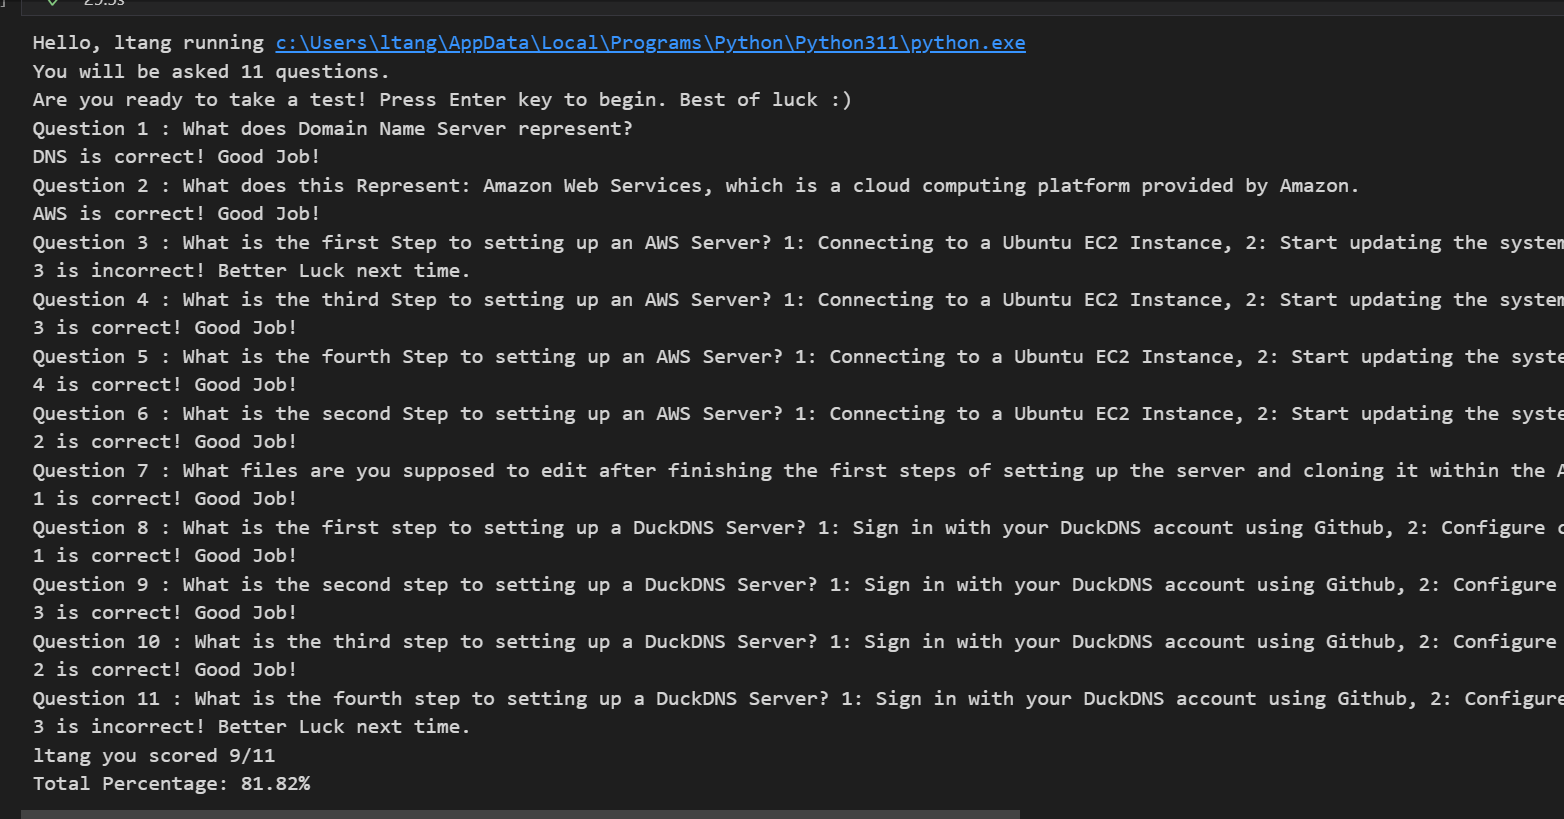 Hello, ltang running c:\Users\ltang\AppData\Local\Programs\Python\Python311\python.exe
You will be asked 11 questions.
Are you ready to take a test! Press Enter key to begin. Best of luck :)
Question 1 : What does Domain Name Server represent?
DNS is correct! Good Job!
Question 2 : What does this Represent: Amazon Web Services, which is a cloud computing platform provided by Amazon.
AWS is correct! Good Job!
Question 3 : What is the first Step to setting up an AWS Server? 1: Connecting to a Ubuntu EC2 Instance, 2: Start updating the system
3 is incorrect! Better Luck next time.
Question 4 : What is the third Step to setting up an AWS Server? 1: Connecting to a Ubuntu EC2 Instance, 2: Start updating the system
3 is correct! Good Job!
Question 5 : What is the fourth Step to setting up an AWS Server? 1: Connecting to a Ubuntu EC2 Instance, 2: Start updating the syste
4 is correct! Good Job!
Question 6 : What is the second Step to setting up an AWS Server? 1: Connecting to a Ubuntu EC2 Instance, 2: Start updating the syste
2 is correct! Good Job!
Question 7 : What files are you supposed to edit after finishing the first steps of setting up the server and cloning it within the A
1 is correct! Good Job!
Question 8 : What is the first step to setting up a DuckDNS Server? 1: Sign in with your DuckDNS account using Github, 2: Configure
1 is correct! Good Job!
Question 9 : What is the second step to setting up a DuckDNS Server? 1: Sign in with your DuckDNS account using Github, 2: Configure
3 is correct! Good Job!
Question 10 : What is the third step to setting up a DuckDNS Server? 1: Sign in with your DuckDNS account using Github, 2: Configure
2 is correct! Good Job!
Question 11 : What is the fourth step to setting up a DuckDNS Server? 1: Sign in with your DuckDNS account using Github, 2: Configure
3 is incorrect! Better Luck next time.
ltang you scored 9/11
Total Percentage: 81.82%